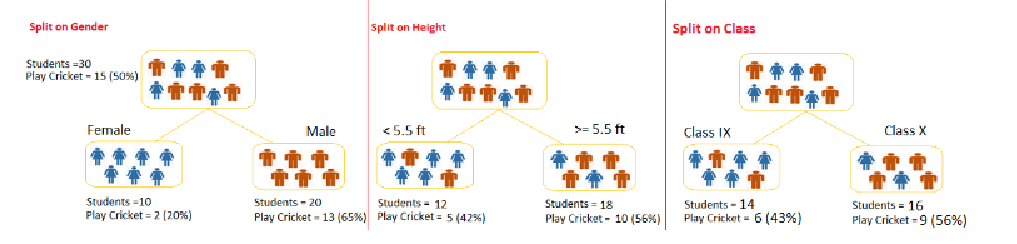 Split on Gender
Students =30
Play Cricket = 15 (50%)
Female
Male
Students =10
Play Cricket = 2 (20%)
Students = 20
Play Cricket = 13 (65%)
Split on Height
< 5.5 ft
>= 5.5 ft
Students = 12
Play Cricket = 5 (42%)
Students = 18
Play Cricket = 10 (56%)
Split on Class
Class IX
Class X
Students = 14
Play Cricket = 6 (43%)
Students = 16
Play Cricket = 9 (56%)